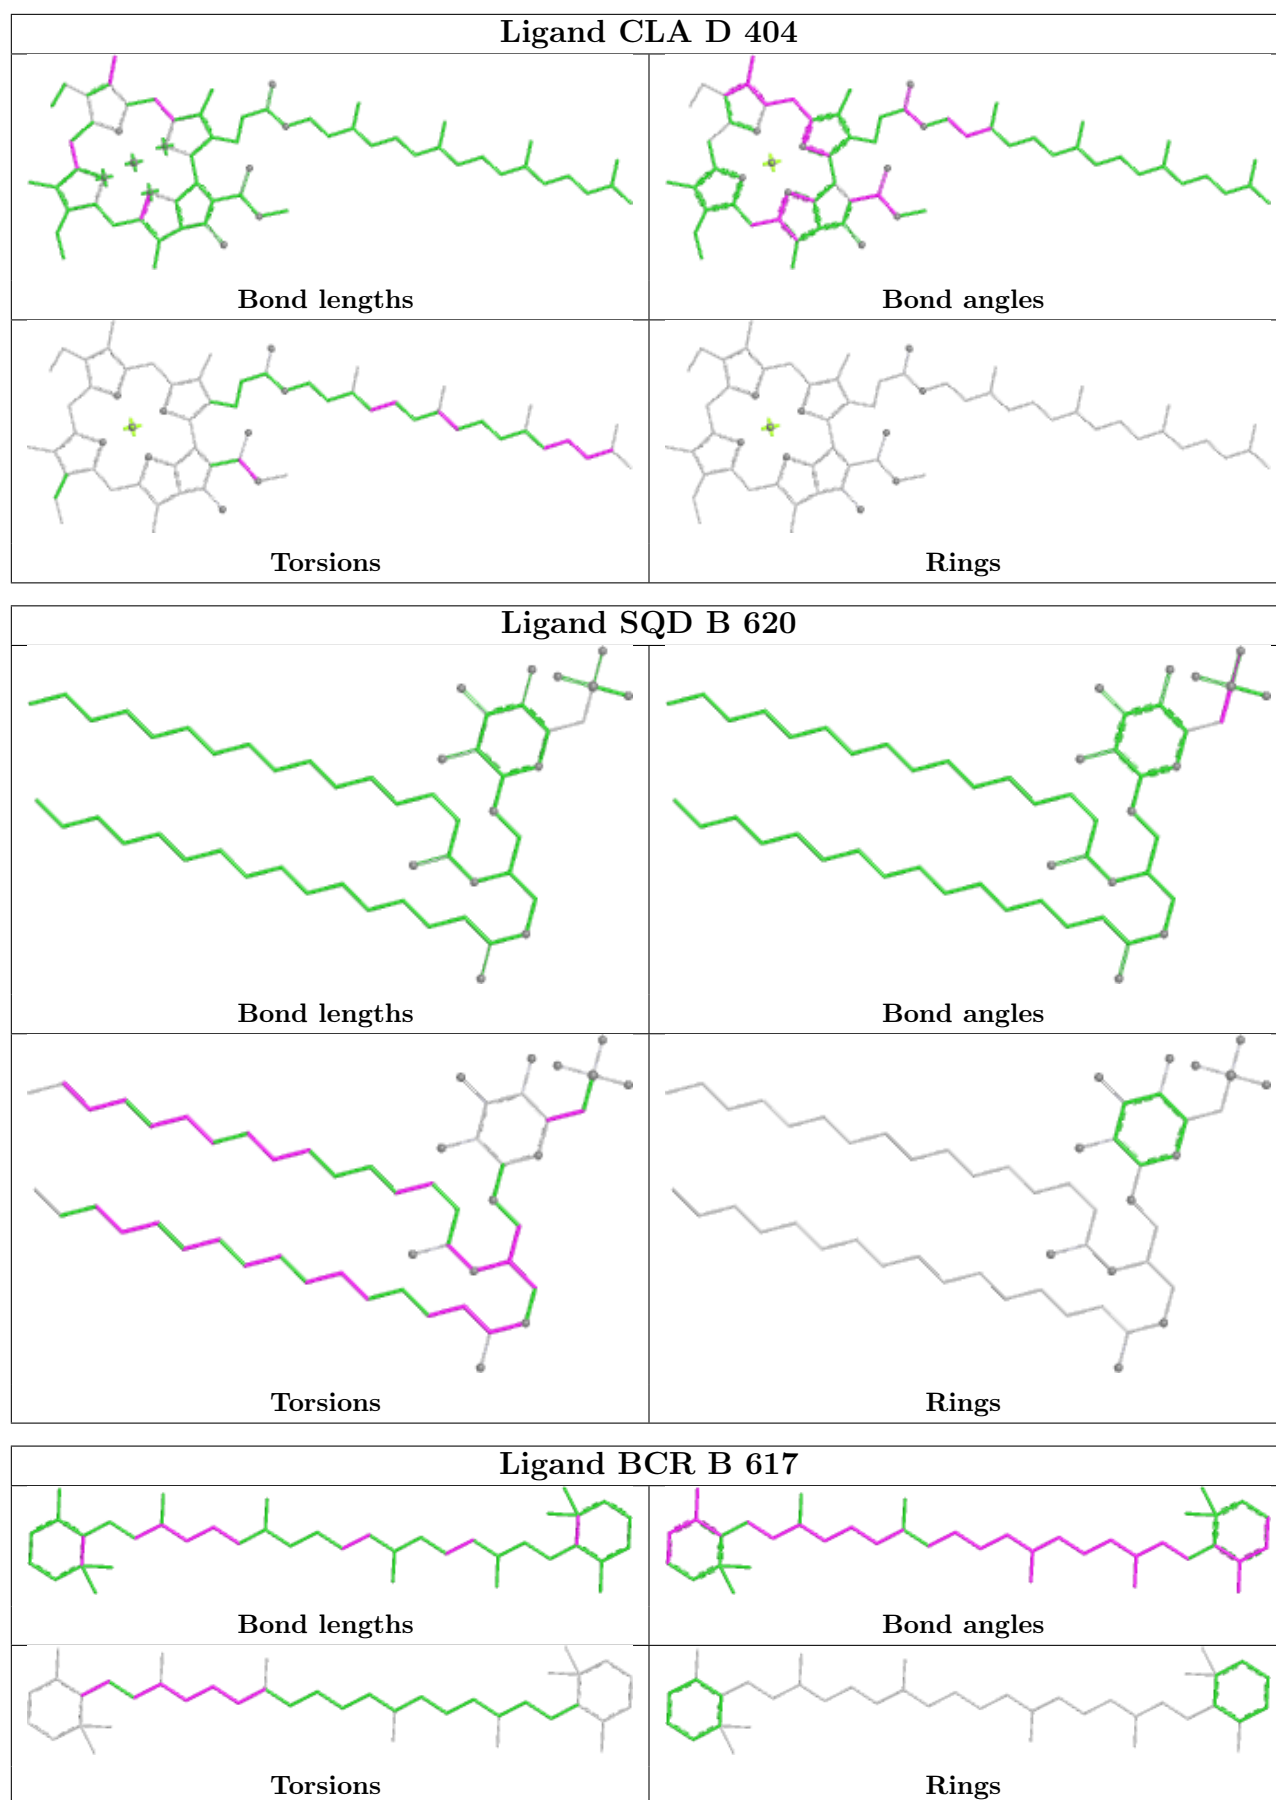 Ligand CLA D 404
Bond lengths
Bond angles
Torsions
Rings
Ligand SQD B 620
Bond lengths
Bond angles
Torsions
Rings
Ligand BCR B 617
Bond lengths
Bond angles
Torsions
Rings